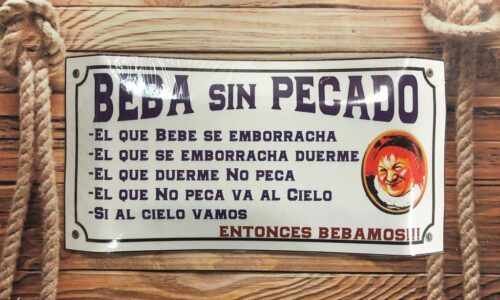 BEBA SIN PECADO
-EL QUE BEBE SE EMBORRACHA
-EL QUE SE EMBORRACHA DUERME
-EL QUE DUERME NO PECA
-EL QUE NO PECA VA AL CIELO
-SI AL CIELO VAMOS
ENTONCES BEBAMOS!!!